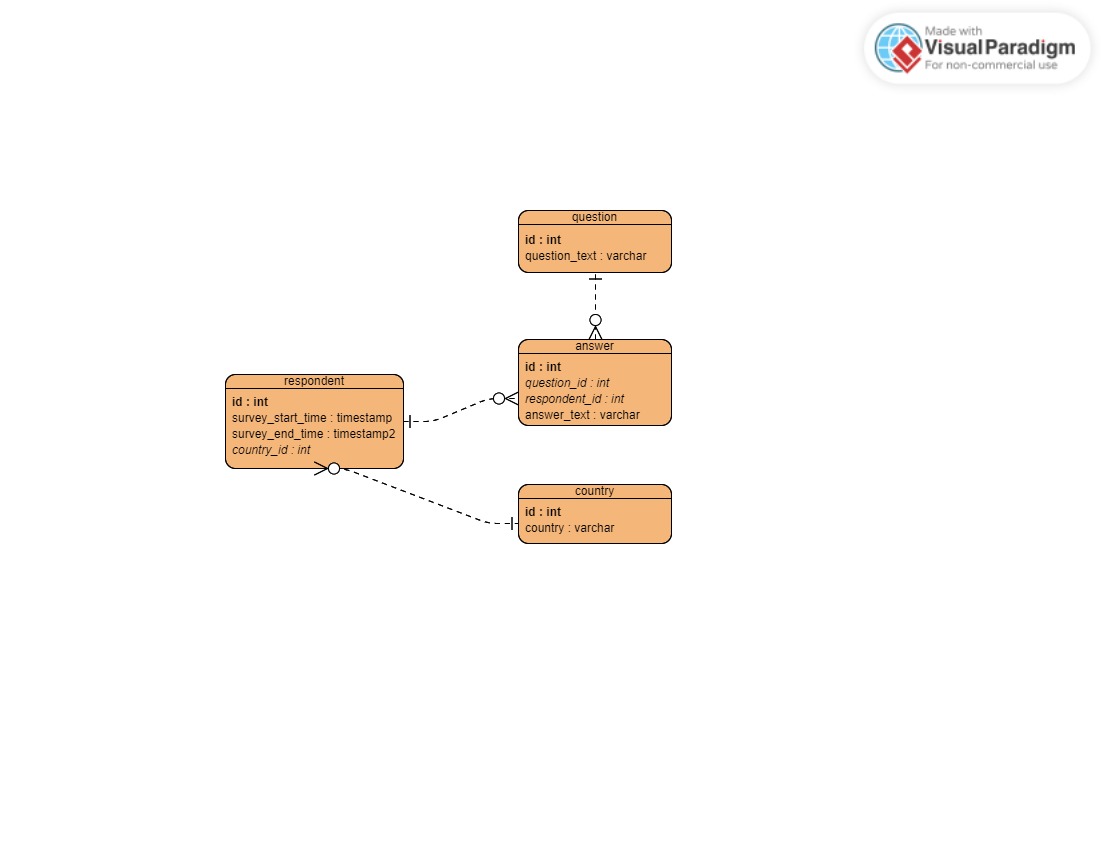 Made with
Visual Paradigm
For non-commercial use
question
id : int
question_text : varchar
answer
id : int
question_id : int
respondent_id : int
answer_text : varchar
respondent
id : int
survey_start_time : timestamp
survey_end_time : timestamp2
country_id : int
country
id : int
country : varchar